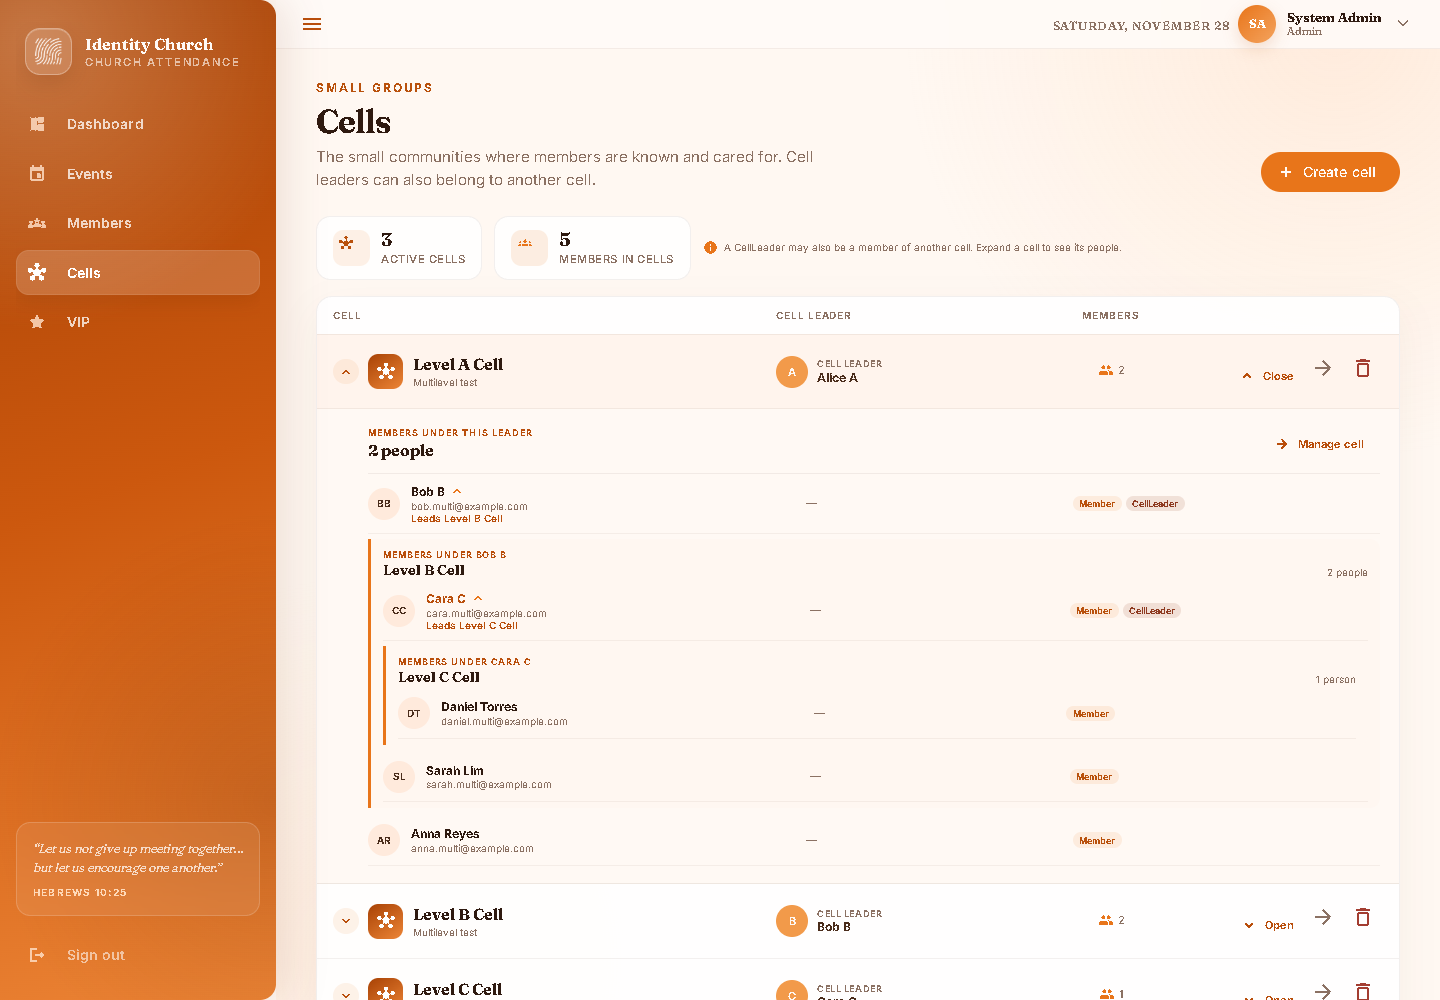 Identity Church
CHURCH ATTENDANCE
Dashboard
Events
Members
Cells
VIP
“Let us not give up meeting together…
but let us encourage one another.”
HEBREWS 10:25
Sign out
SATURDAY, NOVEMBER 28
SA
System Admin
Admin
SMALL GROUPS
Cells
The small communities where members are known and cared for. Cell
leaders can also belong to another cell.
+ Create cell
3
ACTIVE CELLS
5
MEMBERS IN CELLS
A CellLeader may also be a member of another cell. Expand a cell to see its people.
CELL CELL LEADER MEMBERS
Level A Cell
Multilevel test
A
CELL LEADER
Alice A
2
Close
MEMBERS UNDER THIS LEADER
2 people
Manage cell
BB
Bob B
bob.multi@example.com
Leads Level B Cell
—
Member CellLeader
MEMBERS UNDER BOB B
Level B Cell
2 people
CC
Cara C
cara.multi@example.com
Leads Level C Cell
—
Member CellLeader
MEMBERS UNDER CARA C
Level C Cell
1 person
DT
Daniel Torres
daniel.multi@example.com
—
Member
SL
Sarah Lim
sarah.multi@example.com
—
Member
AR
Anna Reyes
anna.multi@example.com
—
Member
Level B Cell
Multilevel test
B
CELL LEADER
Bob B
2
Open
Level C Cell
C
CELL LEADER
Cara C
1
Open